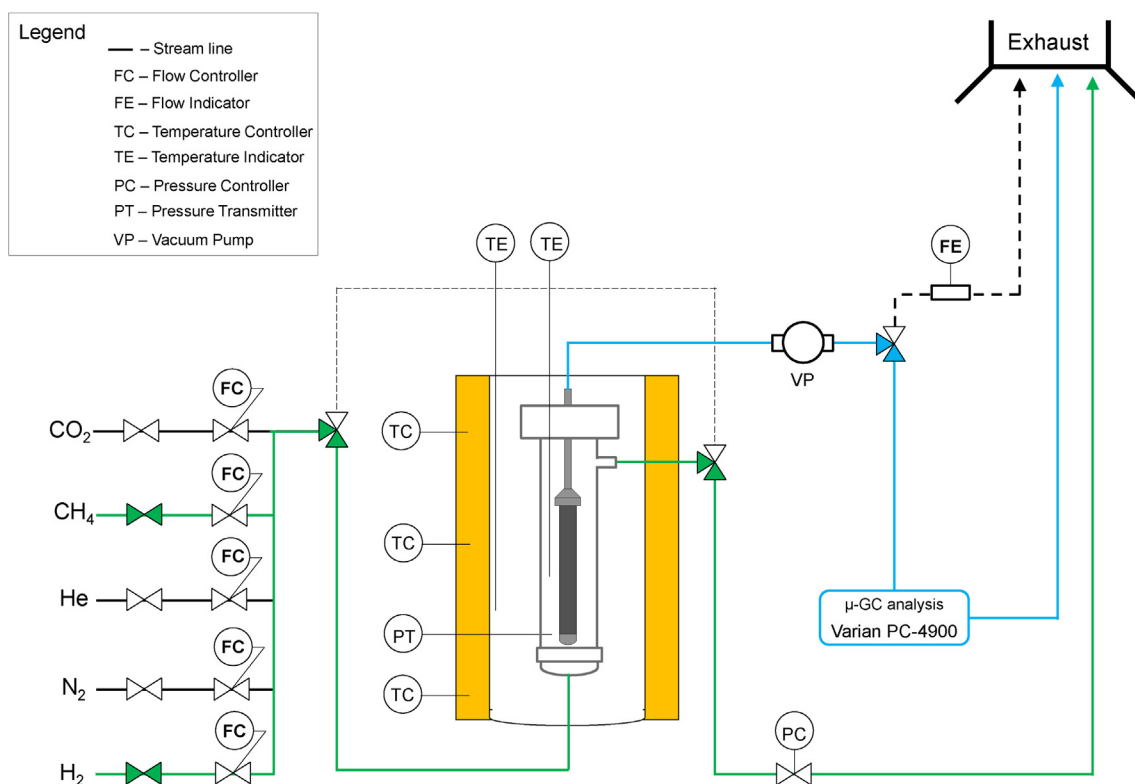 Legend
– Stream line
FC – Flow Controller
FE – Flow Indicator
TC – Temperature Controller
TE – Temperature Indicator
PC – Pressure Controller
PT – Pressure Transmitter
VP – Vacuum Pump
Exhaust
TE
TE
FE
VP
FC
CO₂
TC
FC
CH₄
TC
FC
He
μ-GC analysis
Varian PC-4900
PT
FC
N₂
TC
FC
PC
H₂